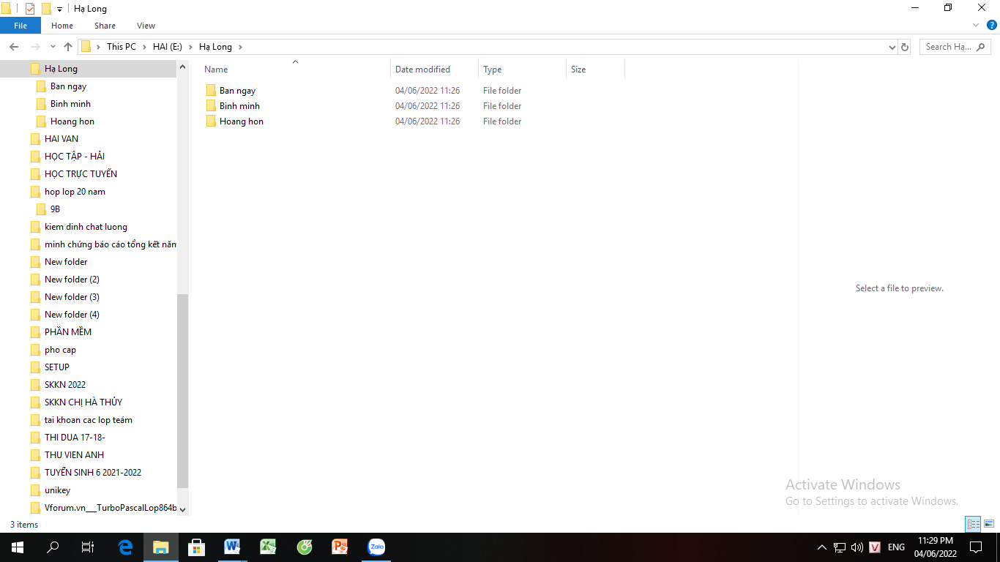 Hạ Long
File Home Share View
This PC HAI (E:) Hạ Long
Search Hạ...
Hạ Long
Ban ngay
Binh minh
Hoang hon
HAI VAN
HỌC TẬP - HẢI
HỌC TRỰC TUYẾN
hop lop 20 nam
9B
kiem dinh chat luong
minh chứng báo cáo tổng kết năm
New folder
New folder (2)
New folder (3)
New folder (4)
PHẦN MỀM
pho cap
SETUP
SKKN 2022
SKKN CHỊ HÀ THỦY
tai khoan cac lop teám
THI DUA 17-18-
THU VIEN ANH
TUYỂN SINH 6 2021-2022
unikey
Vforum.vn___TurboPascalLop864b
Name Date modified Type Size
Ban ngay 04/06/2022 11:26 File folder
Binh minh 04/06/2022 11:26 File folder
Hoang hon 04/06/2022 11:26 File folder
Select a file to preview.
Activate Windows
Go to Settings to activate Windows.
3 items
Zalo
V ENG
11:29 PM
04/06/2022